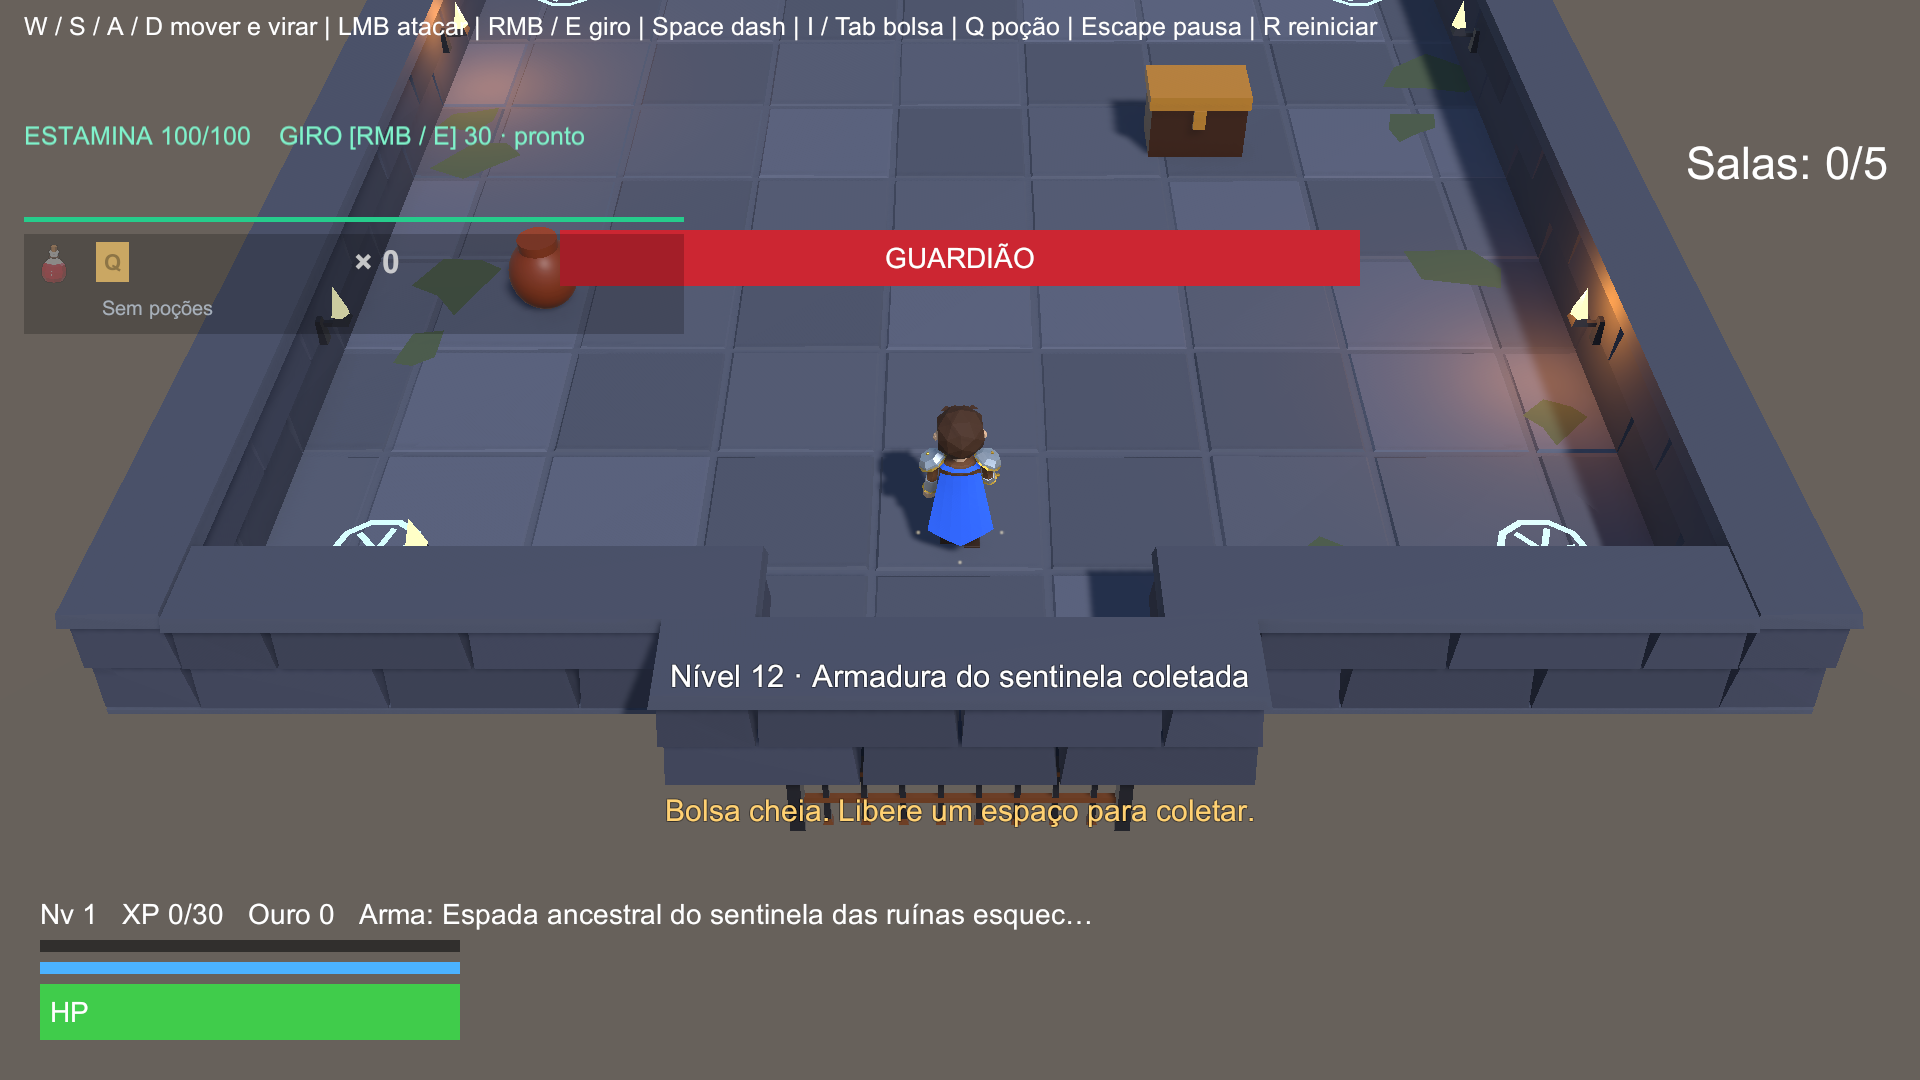 W / S / A / D mover e virar | LMB atacar | RMB / E giro | Space dash | I / Tab bolsa | Q poção | Escape pausa | R reiniciar
ESTAMINA 100/100 GIRO [RMB / E] 30 · pronto
Salas: 0/5
GUARDIÃO
Q × 0
Sem poções
Nível 12 · Armadura do sentinela coletada
Bolsa cheia. Libere um espaço para coletar.
Nv 1 XP 0/30 Ouro 0 Arma: Espada ancestral do sentinela das ruínas esquec…
HP